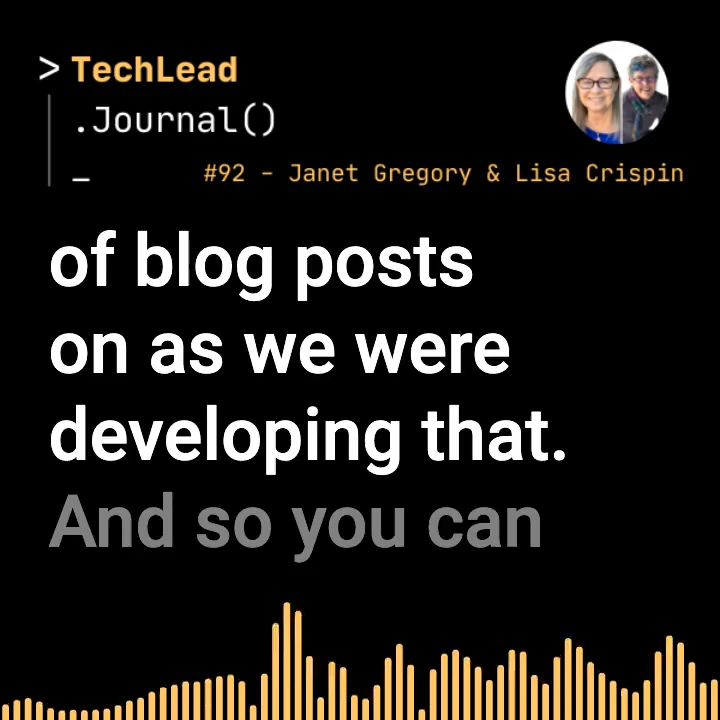 > TechLead
.Journal()
_
#92 - Janet Gregory & Lisa Crispin
of blog posts
on as we were
developing that.
And so you can